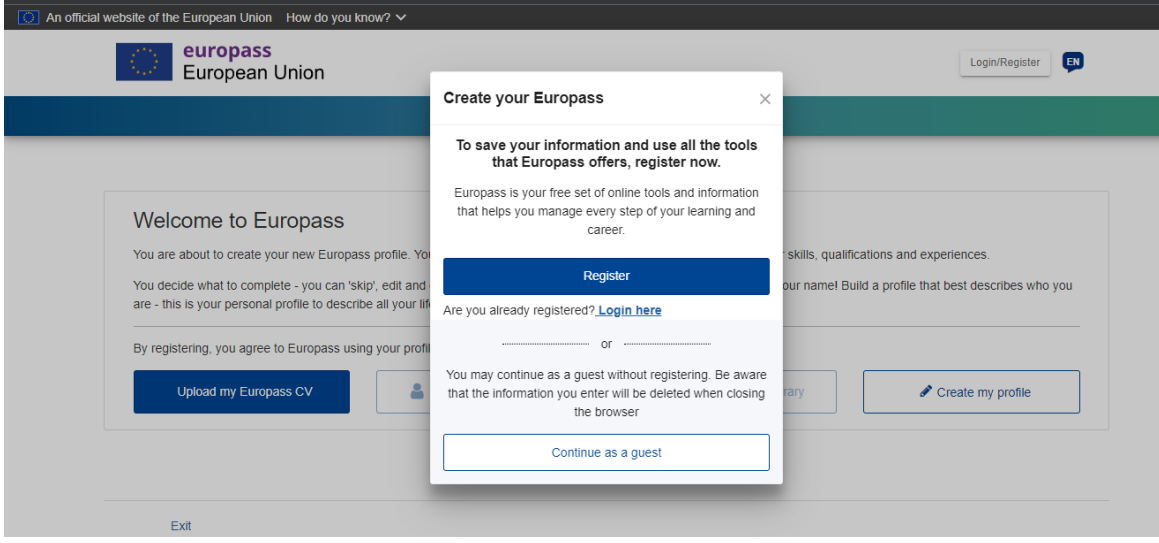 An official website of the European Union How do you know?
europass
European Union
Login/Register
EN
Create your Europass
To save your information and use all the tools
that Europass offers, register now.
Europass is your free set of online tools and information
that helps you manage every step of your learning and
career.
Register
Are you already registered? Login here
or
You may continue as a guest without registering. Be aware
that the information you enter will be deleted when closing
the browser
Continue as a guest
Welcome to Europass
You are about to create your new Europass profile. skills, qualifications and experiences.
You decide what to complete - you can 'skip', edit and name! Build a profile that best describes who you
are - this is your personal profile to describe all your
By registering, you agree to Europass using your
Upload my Europass CV
Create my profile
Exit